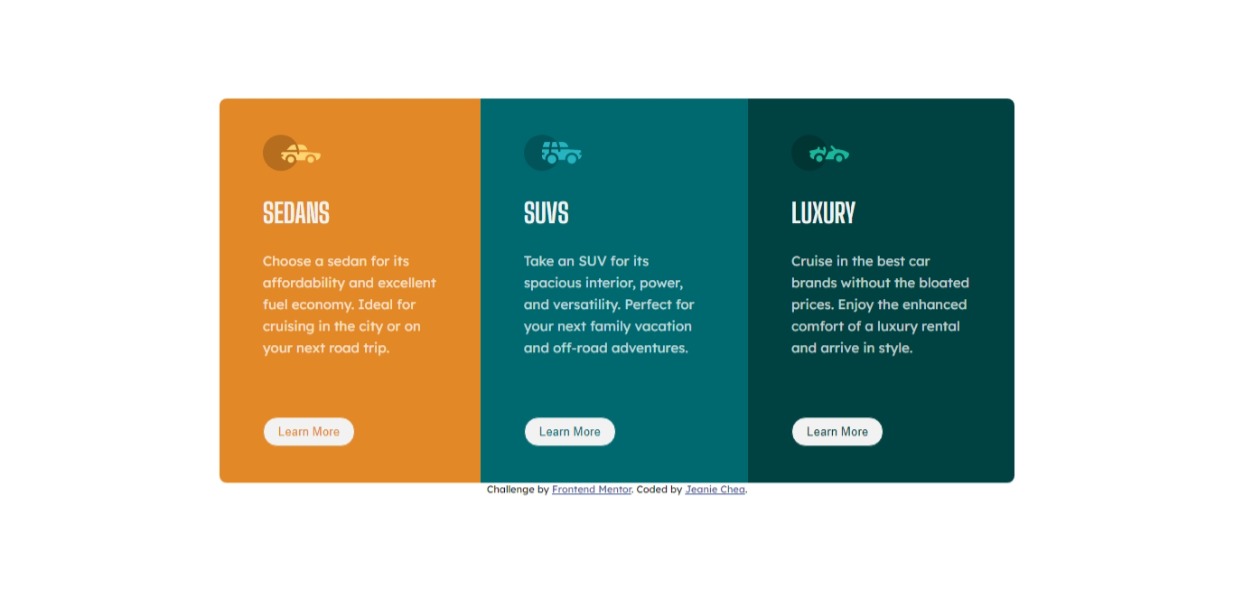 SEDANS
Choose a sedan for its
affordability and excellent
fuel economy. Ideal for
cruising in the city or on
your next road trip.
Learn More
SUVS
Take an SUV for its
spacious interior, power,
and versatility. Perfect for
your next family vacation
and off-road adventures.
Learn More
LUXURY
Cruise in the best car
brands without the bloated
prices. Enjoy the enhanced
comfort of a luxury rental
and arrive in style.
Learn More
Challenge by Frontend Mentor. Coded by Jeanie Chea.